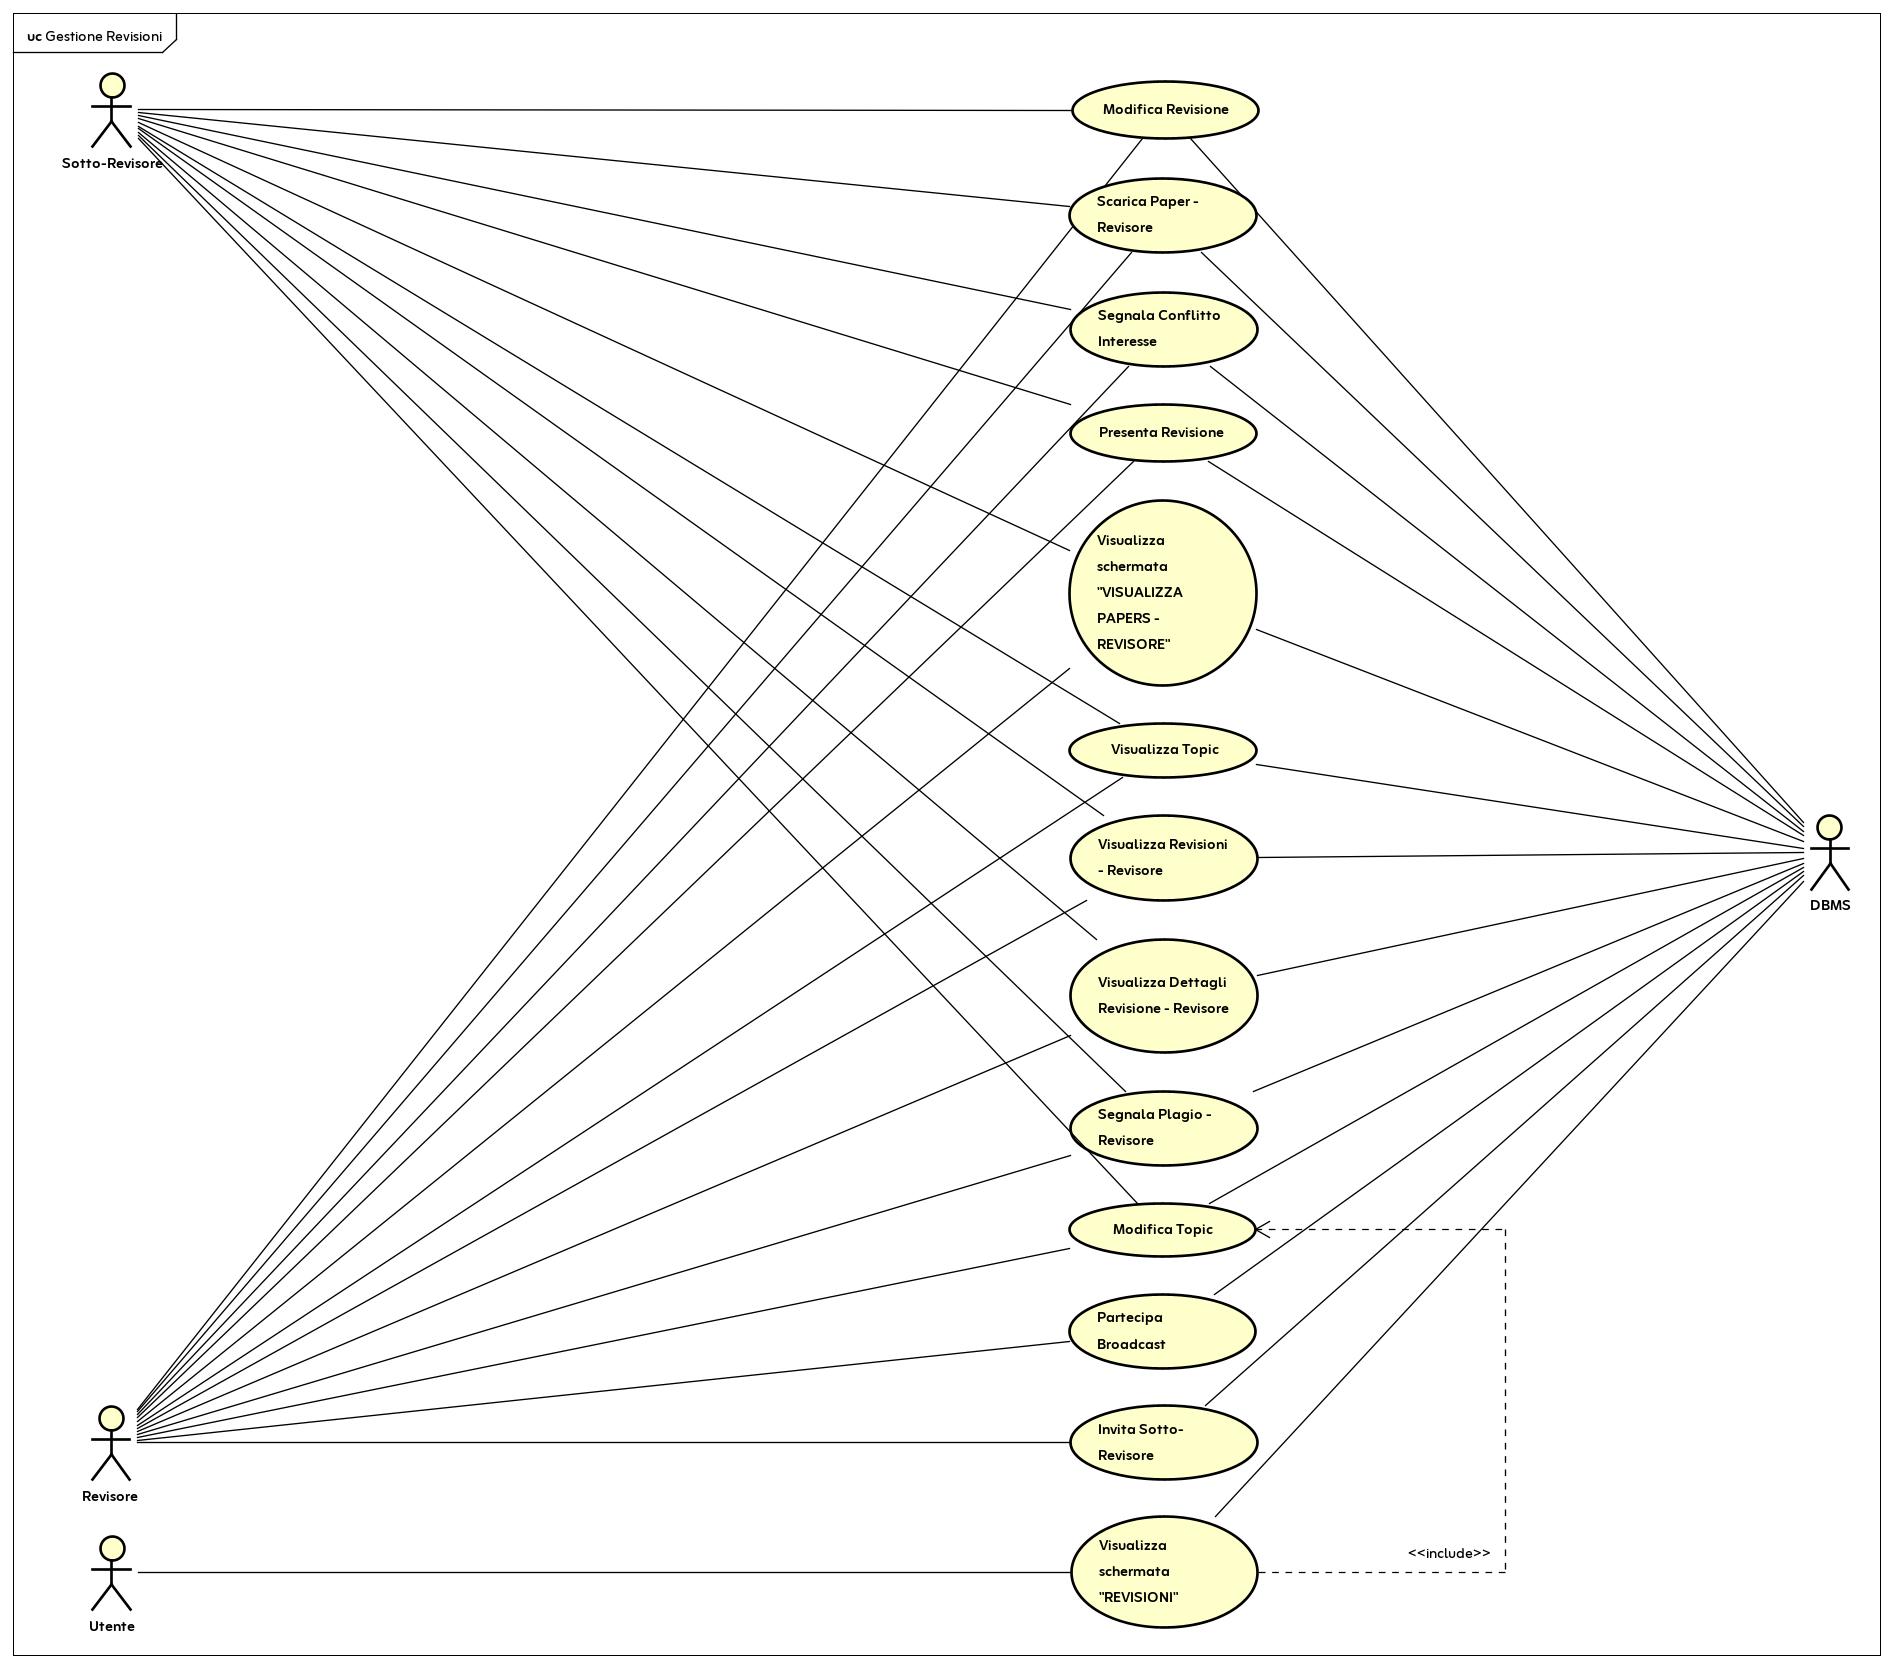 uc Gestione Revisioni
Sotto-Revisore
Modifica Revisione
Scarica Paper -
Revisore
Segnala Conflitto
Interesse
Presenta Revisione
Visualizza
schermata
"VISUALIZZA
PAPERS -
REVISORE"
Visualizza Topic
Visualizza Revisioni
- Revisore
DBMS
Visualizza Dettagli
Revisione - Revisore
Segnala Plagio -
Revisore
Modifica Topic
Partecipa
Broadcast
Invita Sotto-
Revisore
Revisore
Visualizza
schermata
"REVISIONI"
<<include>>
Utente